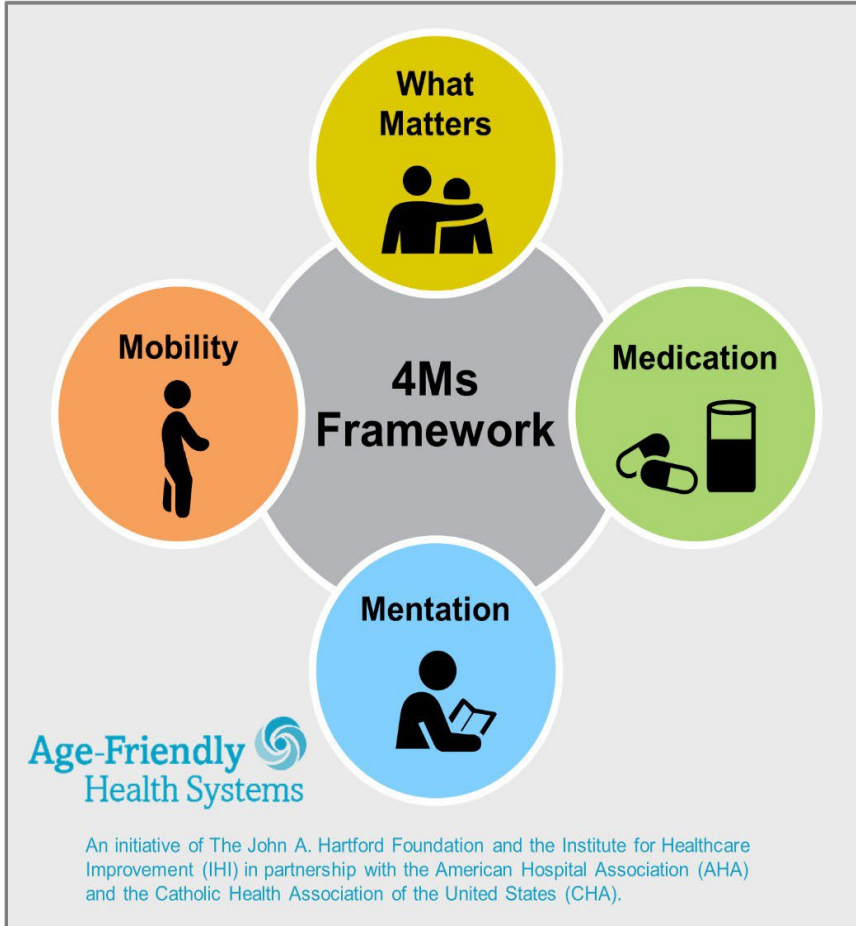 What
Matters
Mobility
4Ms
Framework
Medication
Mentation
Age-Friendly
Health Systems
An initiative of The John A. Hartford Foundation and the Institute for Healthcare
Improvement (IHI) in partnership with the American Hospital Association (AHA)
and the Catholic Health Association of the United States (CHA).